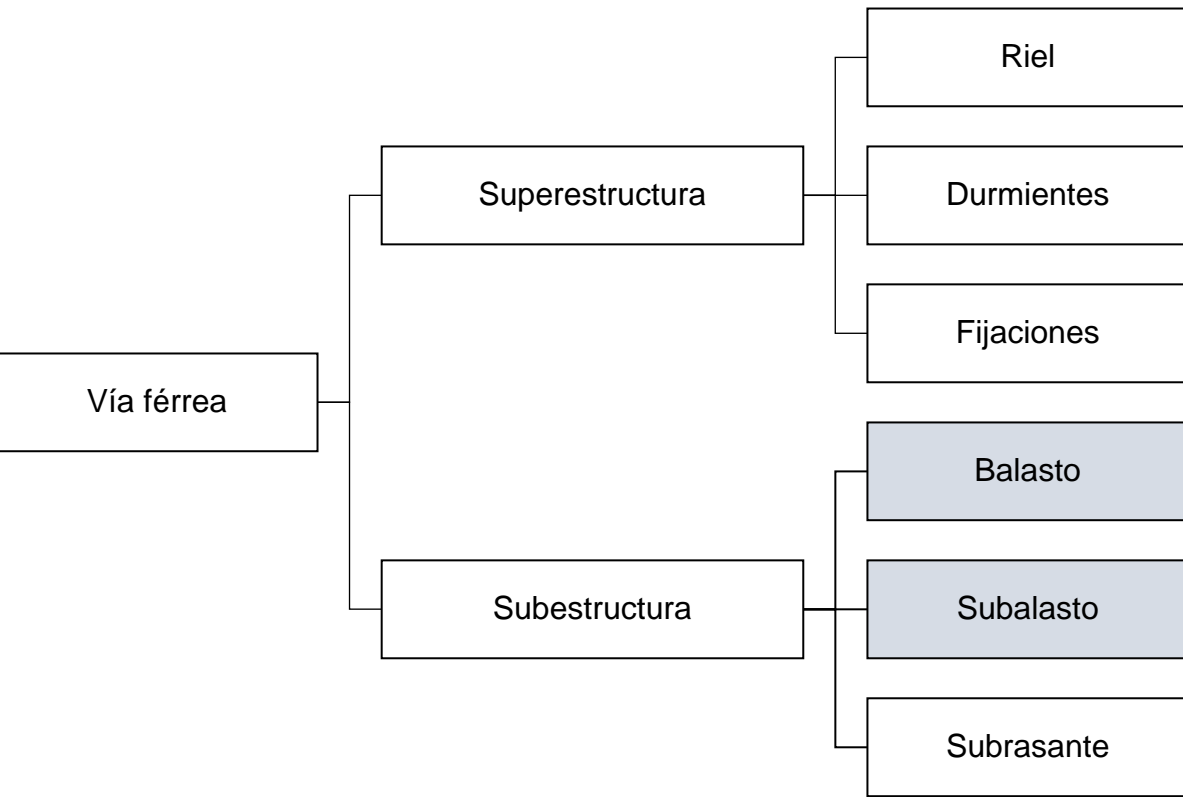 Vía férrea
Superestructura
Riel
Durmientes
Fijaciones
Subestructura
Balasto
Subalasto
Subrasante